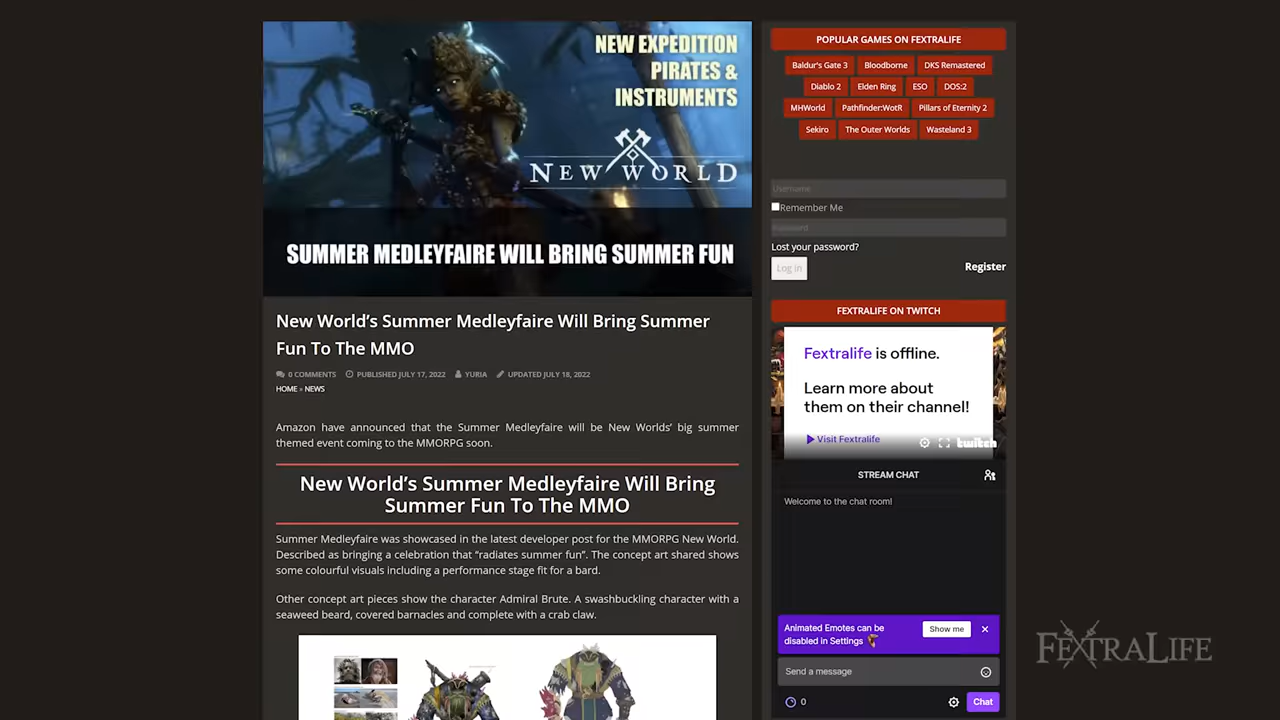 NEW EXPEDITION
PIRATES &
INSTRUMENTS
NEW WORLD
SUMMER MEDLEYFAIRE WILL BRING SUMMER FUN
New World's Summer Medleyfaire Will Bring Summer
Fun To The MMO
0 COMMENTS PUBLISHED JULY 17, 2022 YURIA UPDATED JULY 18, 2022
HOME » NEWS
Amazon have announced that the Summer Medleyfaire will be New Worlds' big summer
themed event coming to the MMORPG soon.
New World's Summer Medleyfaire Will Bring
Summer Fun To The MMO
Summer Medleyfaire was showcased in the latest developer post for the MMORPG New World.
Described as bringing a celebration that "radiates summer fun". The concept art shared shows
some colourful visuals including a performance stage fit for a bard.
Other concept art pieces show the character Admiral Brute. A swashbuckling character with a
seaweed beard, covered barnacles and complete with a crab claw.
POPULAR GAMES ON FEXTRALIFE
Baldur's Gate 3 Bloodborne DKS Remastered
Diablo 2 Elden Ring ESO DOS:2
MHWorld Pathfinder:WotR Pillars of Eternity 2
Sekiro The Outer Worlds Wasteland 3
Username
Remember Me
Password
Lost your password?
Log in Register
FEXTRALIFE ON TWITCH
Fextralife is offline.
Learn more about
them on their channel!
Visit Fextralife twitch
STREAM CHAT
Welcome to the chat room!
Animated Emotes can be
disabled in Settings
Show me
Send a message
0 Chat
FEXTRALIFE